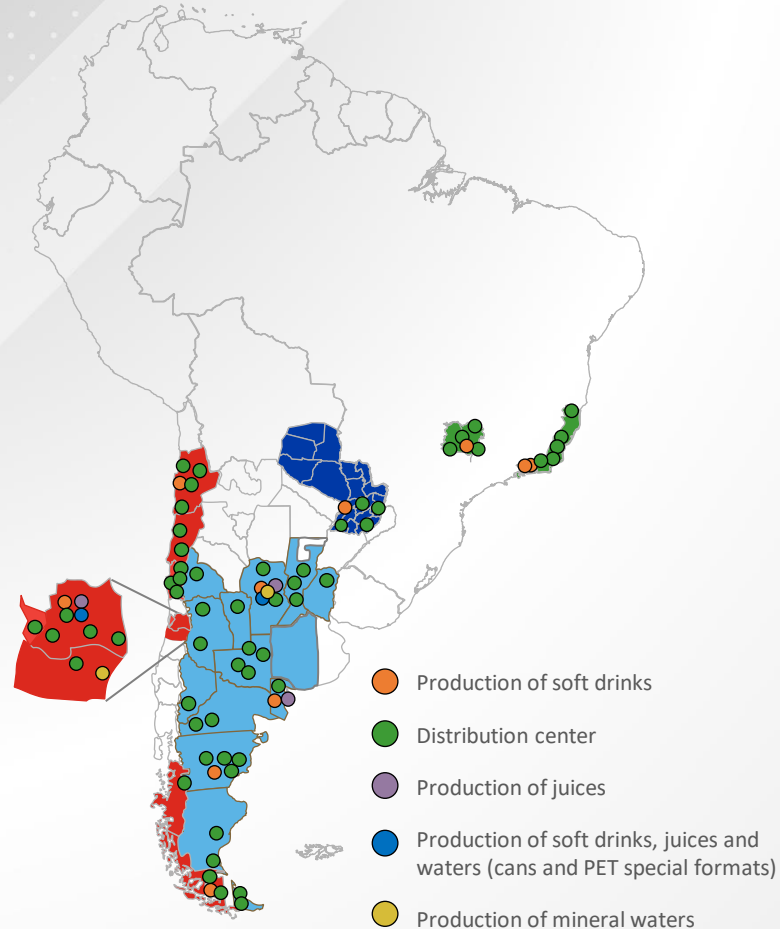 Production of soft drinks
Distribution center
Production of juices
Production of soft drinks, juices and
waters (cans and PET special formats)
Production of mineral waters